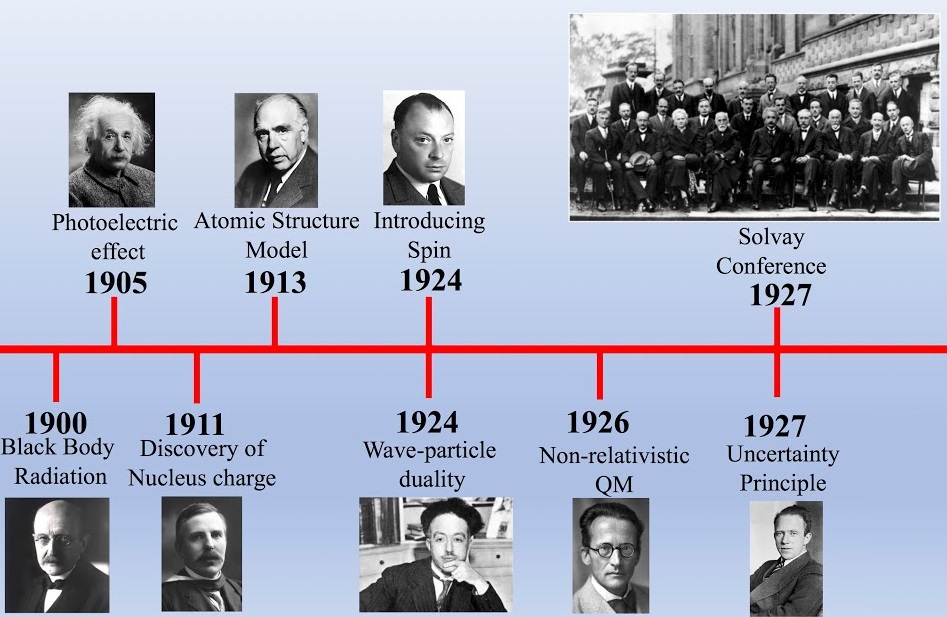 Photoelectric
effect
1905
Atomic Structure
Model
1913
Introducing
Spin
1924
Solvay
Conference
1927
1900
Black Body
Radiation
1911
Discovery of
Nucleus charge
1924
Wave-particle
duality
1926
Non-relativistic
QM
1927
Uncertainty
Principle